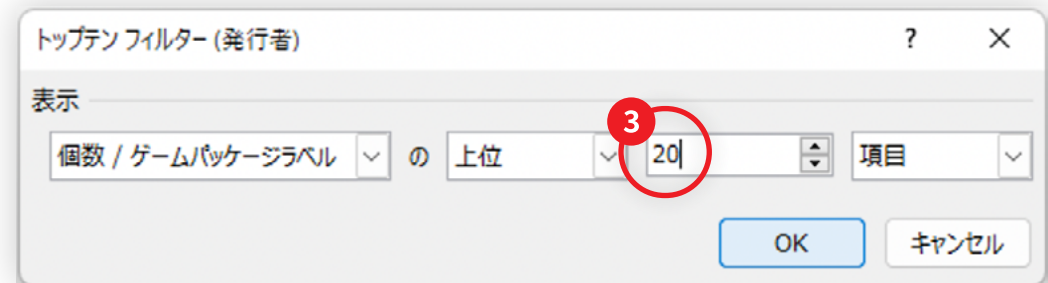 トップテン フィルター (発行者) ? ×
表示
個数 / ゲームパッケージラベル の 上位 3 20 項目
OK キャンセル